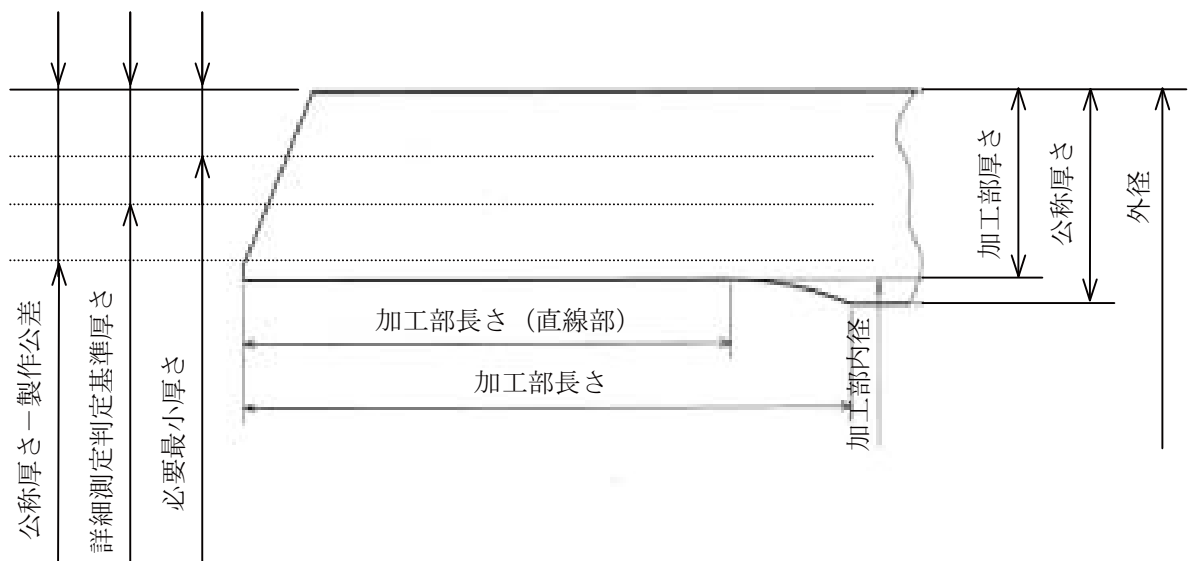 公称厚さ－製作公差
詳細測定判定基準厚さ
必要最小厚さ
加工部長さ（直線部）
加工部長さ
加工部内径
加工部厚さ
公称厚さ
外径